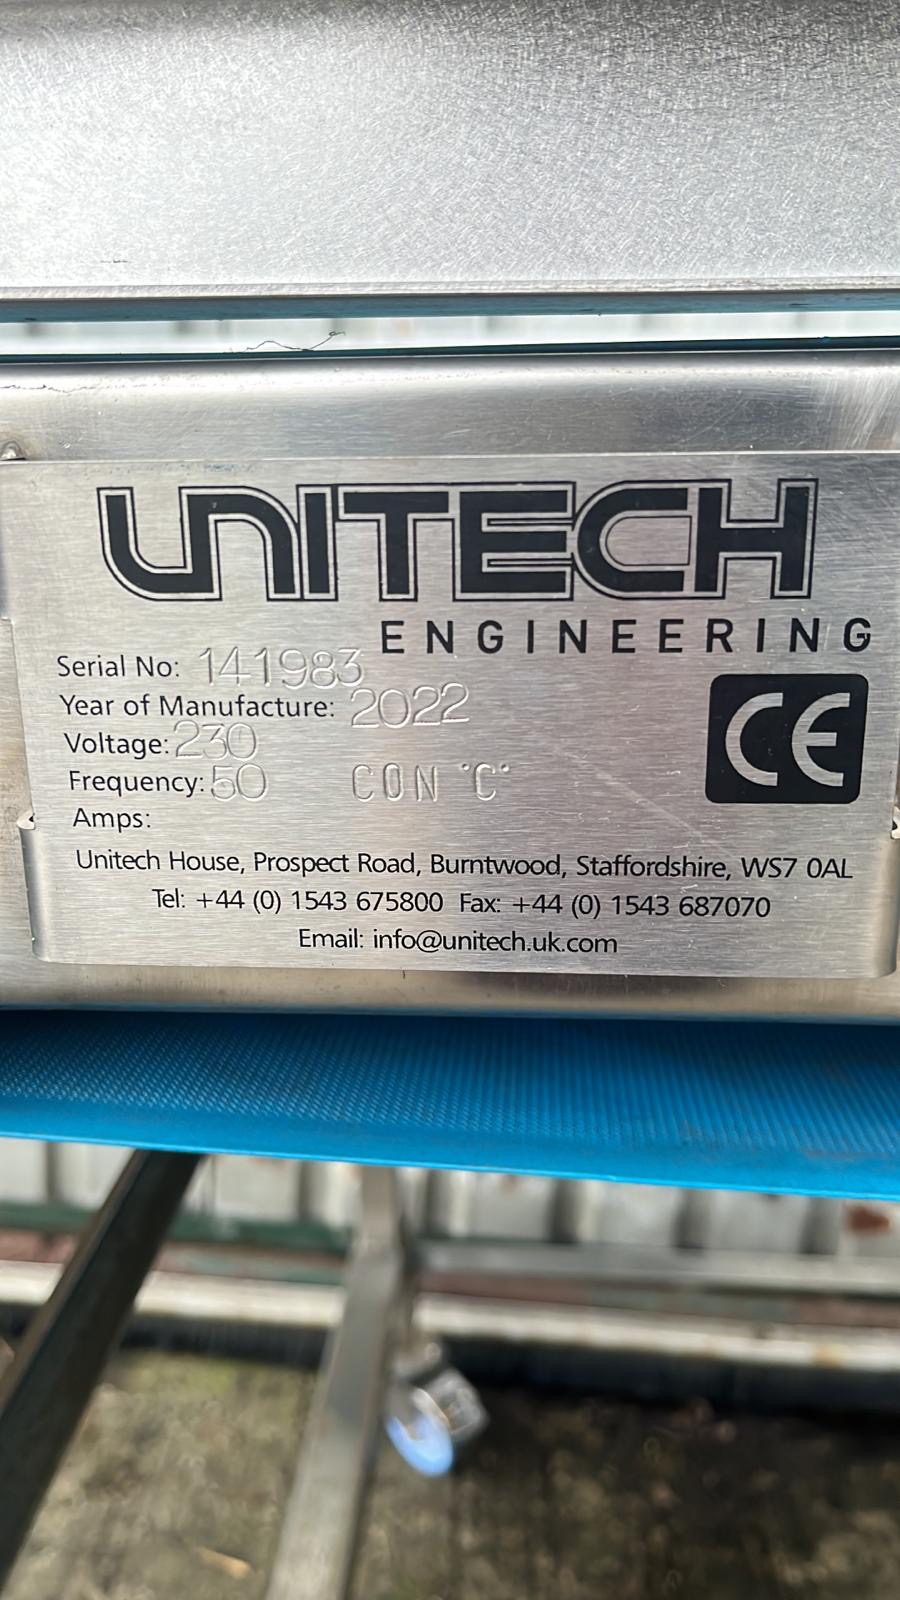 UNITECH
ENGINEERING
Serial No: 141983
Year of Manufacture: 2022
Voltage: 230
Frequency: 50 CON "C"
Amps:
CE
Unitech House, Prospect Road, Burntwood, Staffordshire, WS7 0AL
Tel: +44 (0) 1543 675800 Fax: +44 (0) 1543 687070
Email: info@unitech.uk.com